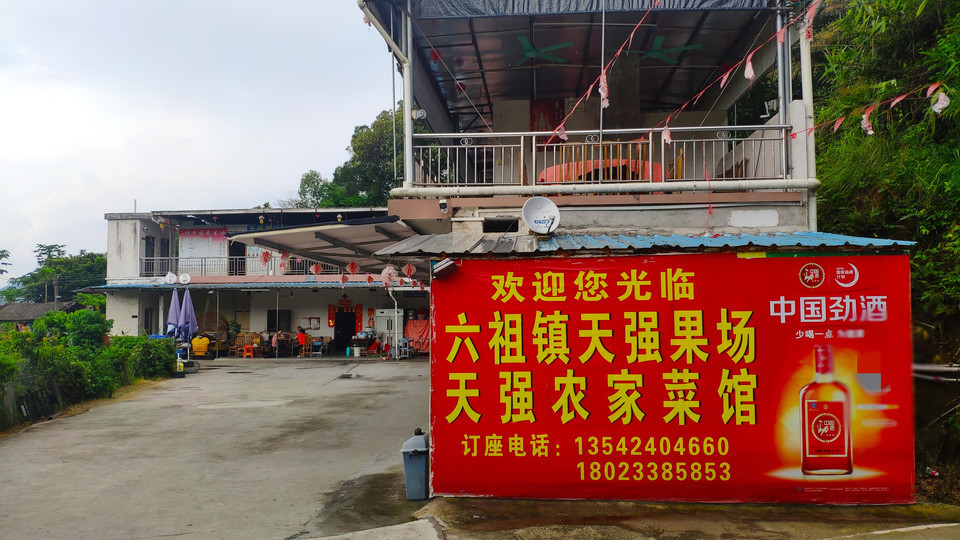 欢迎您光临
六祖镇天强果场
天强农家菜馆
订座电话：13542404660
18023385853
中国劲酒
少喝一点